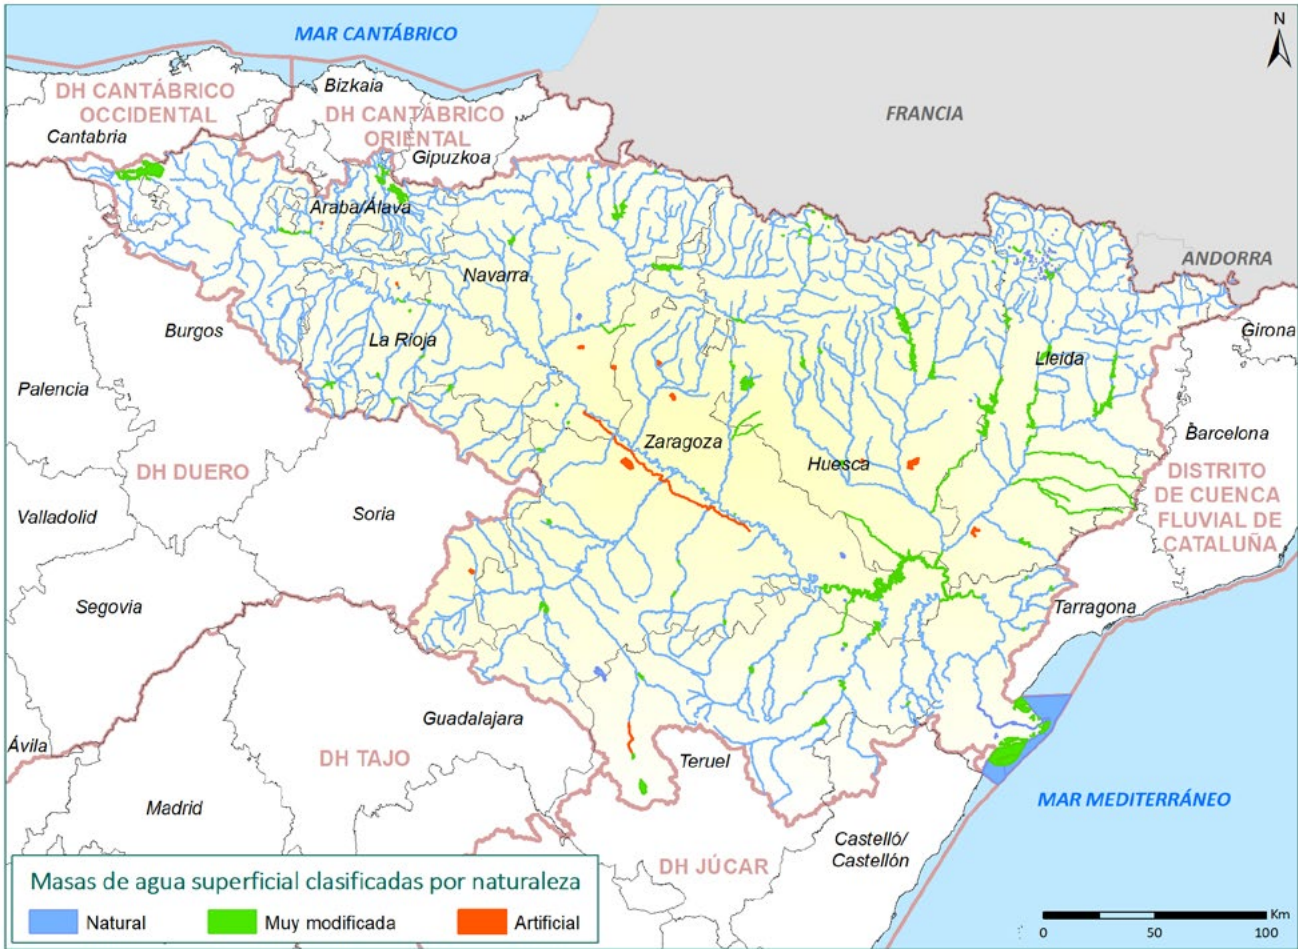 N
MAR CANTÁBRICO
DH CANTÁBRICO
OCCIDENTAL
Cantabria
Bizkaia
DH CANTÁBRICO
ORIENTAL
Gipuzkoa
FRANCIA
Araba/Álava
ANDORRA
Navarra
Burgos
La Rioja
Girona
Lleida
Palencia
Barcelona
Zaragoza
Huesca
DH DUERO
DISTRITO
DE CUENCA
FLUVIAL DE
CATALUÑA
Valladolid
Soria
Segovia
Tarragona
Guadalajara
Ávila
DH TAJO
Teruel
Madrid
MAR MEDITERRÁNEO
Castelló/
Castellón
DH JÚCAR
Masas de agua superficial clasificadas por naturaleza
Natural
Muy modificada
Artificial
Km
0 50 100